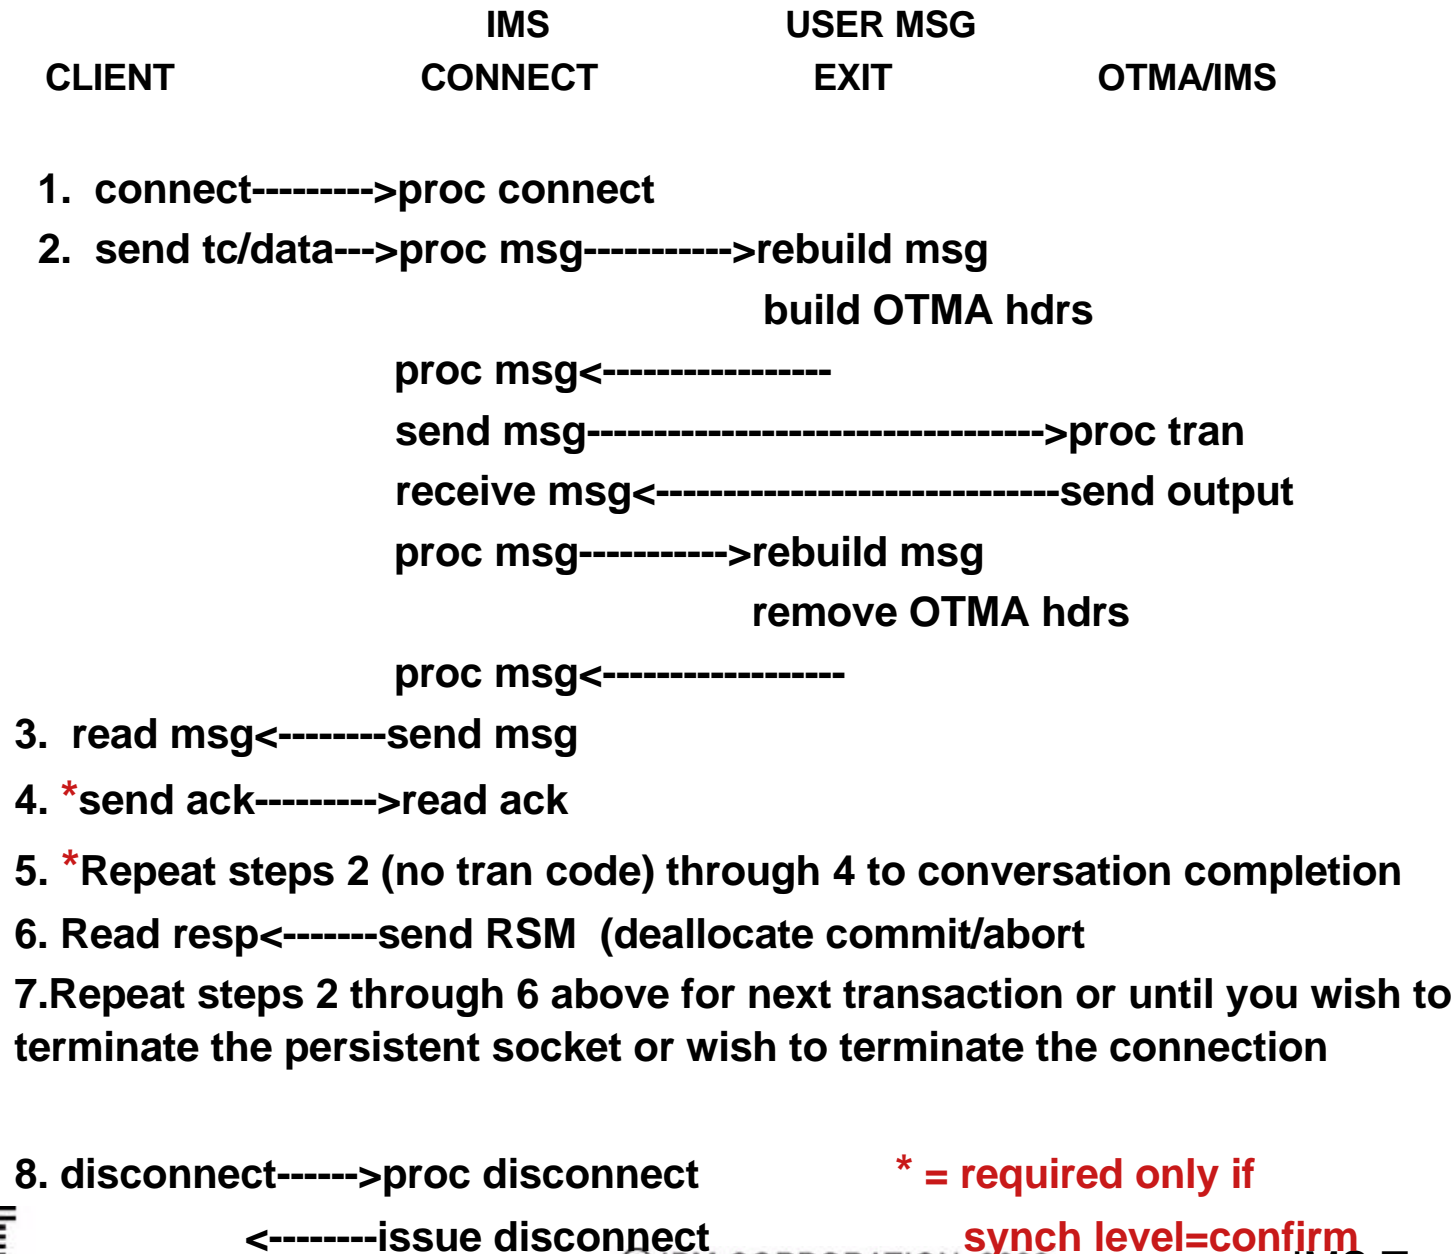 IMS USER MSG
CLIENT CONNECT EXIT OTMA/IMS
1. connect--------->proc connect
2. send tc/data--->proc msg----------->rebuild msg
build OTMA hdrs
proc msg<-----------------
send msg---------------------------------->proc tran
receive msg<------------------------------send output
proc msg----------->rebuild msg
remove OTMA hdrs
proc msg<------------------
3. read msg<--------send msg
4. *send ack--------->read ack
5. *Repeat steps 2 (no tran code) through 4 to conversation completion
6. Read resp<-------send RSM (deallocate commit/abort
7.Repeat steps 2 through 6 above for next transaction or until you wish to
terminate the persistent socket or wish to terminate the connection
8. disconnect------>proc disconnect * = required only if
<--------issue disconnect synch level=confirm